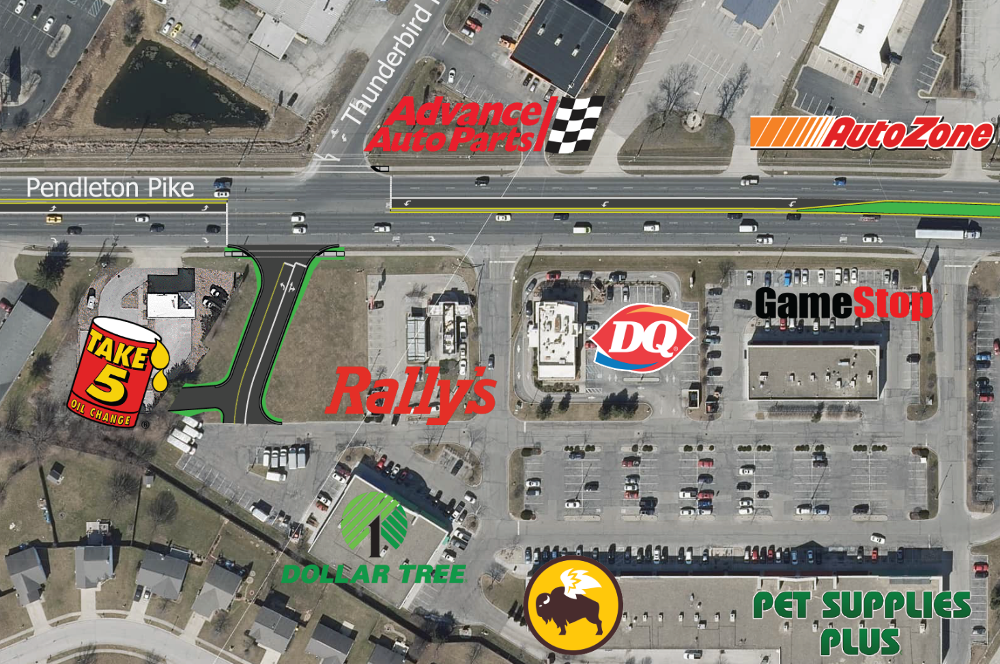 Thunderbird
Advance
Auto Parts
AutoZone
Pendleton Pike
GameStop
TAKE
5
OIL CHANGE
DQ
Rally's
DOLLAR TREE
PET SUPPLIES
PLUS